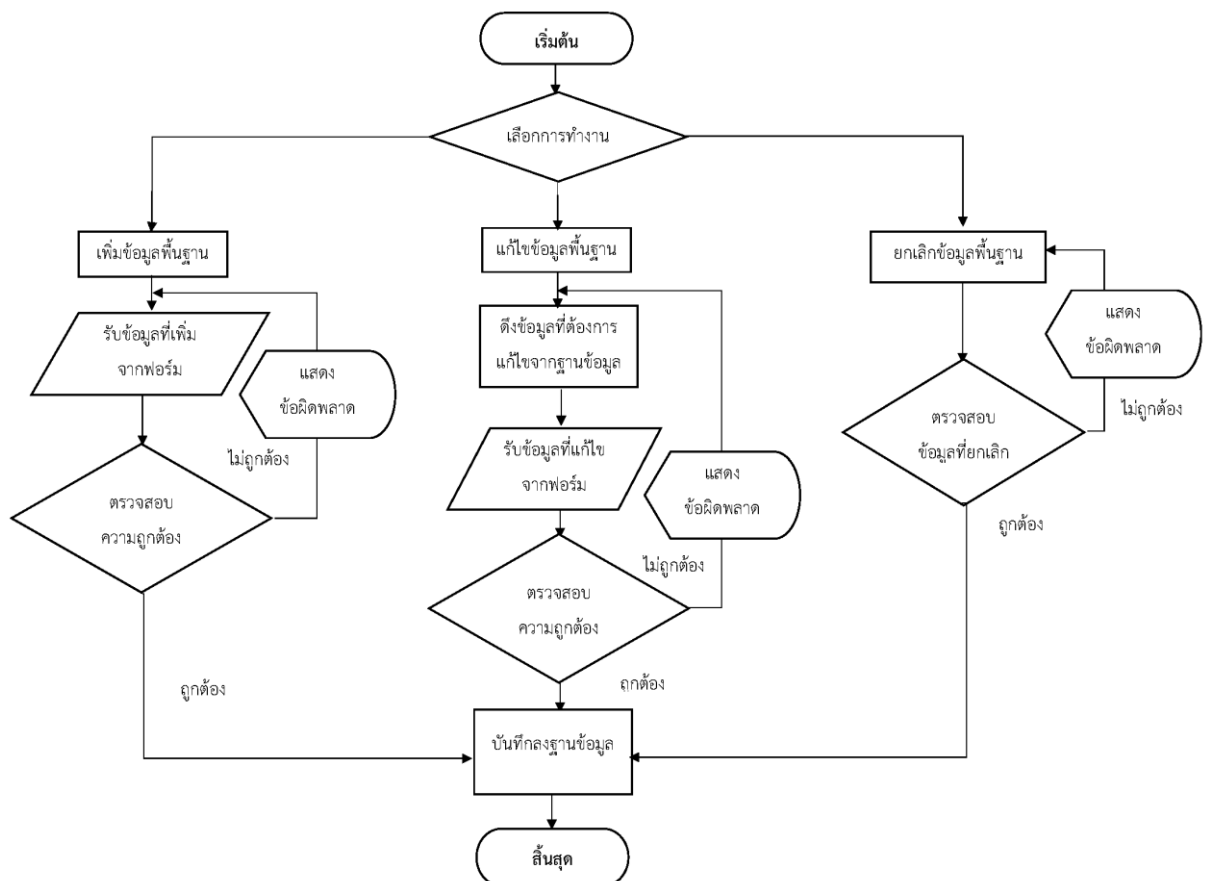 เริ่มต้น
เลือกการทำงาน
เพิ่มข้อมูลพื้นฐาน
แก้ไขข้อมูลพื้นฐาน
ยกเลิกข้อมูลพื้นฐาน
รับข้อมูลที่เพิ่ม
จากฟอร์ม
แสดง
ข้อผิดพลาด
ไม่ถูกต้อง
ตรวจสอบ
ความถูกต้อง
ถูกต้อง
ดึงข้อมูลที่ต้องการ
แก้ไขจากฐานข้อมูล
รับข้อมูลที่แก้ไข
จากฟอร์ม
แสดง
ข้อผิดพลาด
ไม่ถูกต้อง
ตรวจสอบ
ความถูกต้อง
ถูกต้อง
แสดง
ข้อผิดพลาด
ไม่ถูกต้อง
ตรวจสอบ
ข้อมูลที่ยกเลิก
ถูกต้อง
บันทึกลงฐานข้อมูล
สิ้นสุด